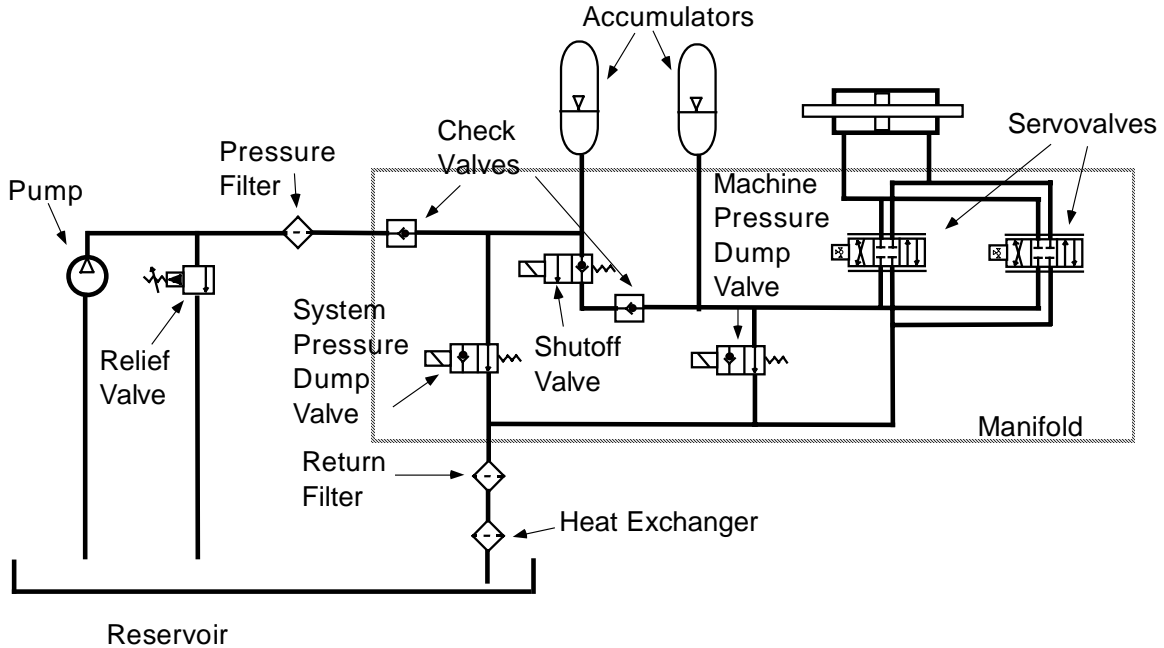 Accumulators
Check
Valves
Servovalves
Pressure
Filter
Pump
Machine
Pressure
Dump
Valve
System
Pressure
Dump
Valve
Relief
Valve
Shutoff
Valve
Manifold
Return
Filter
Heat Exchanger
Reservoir